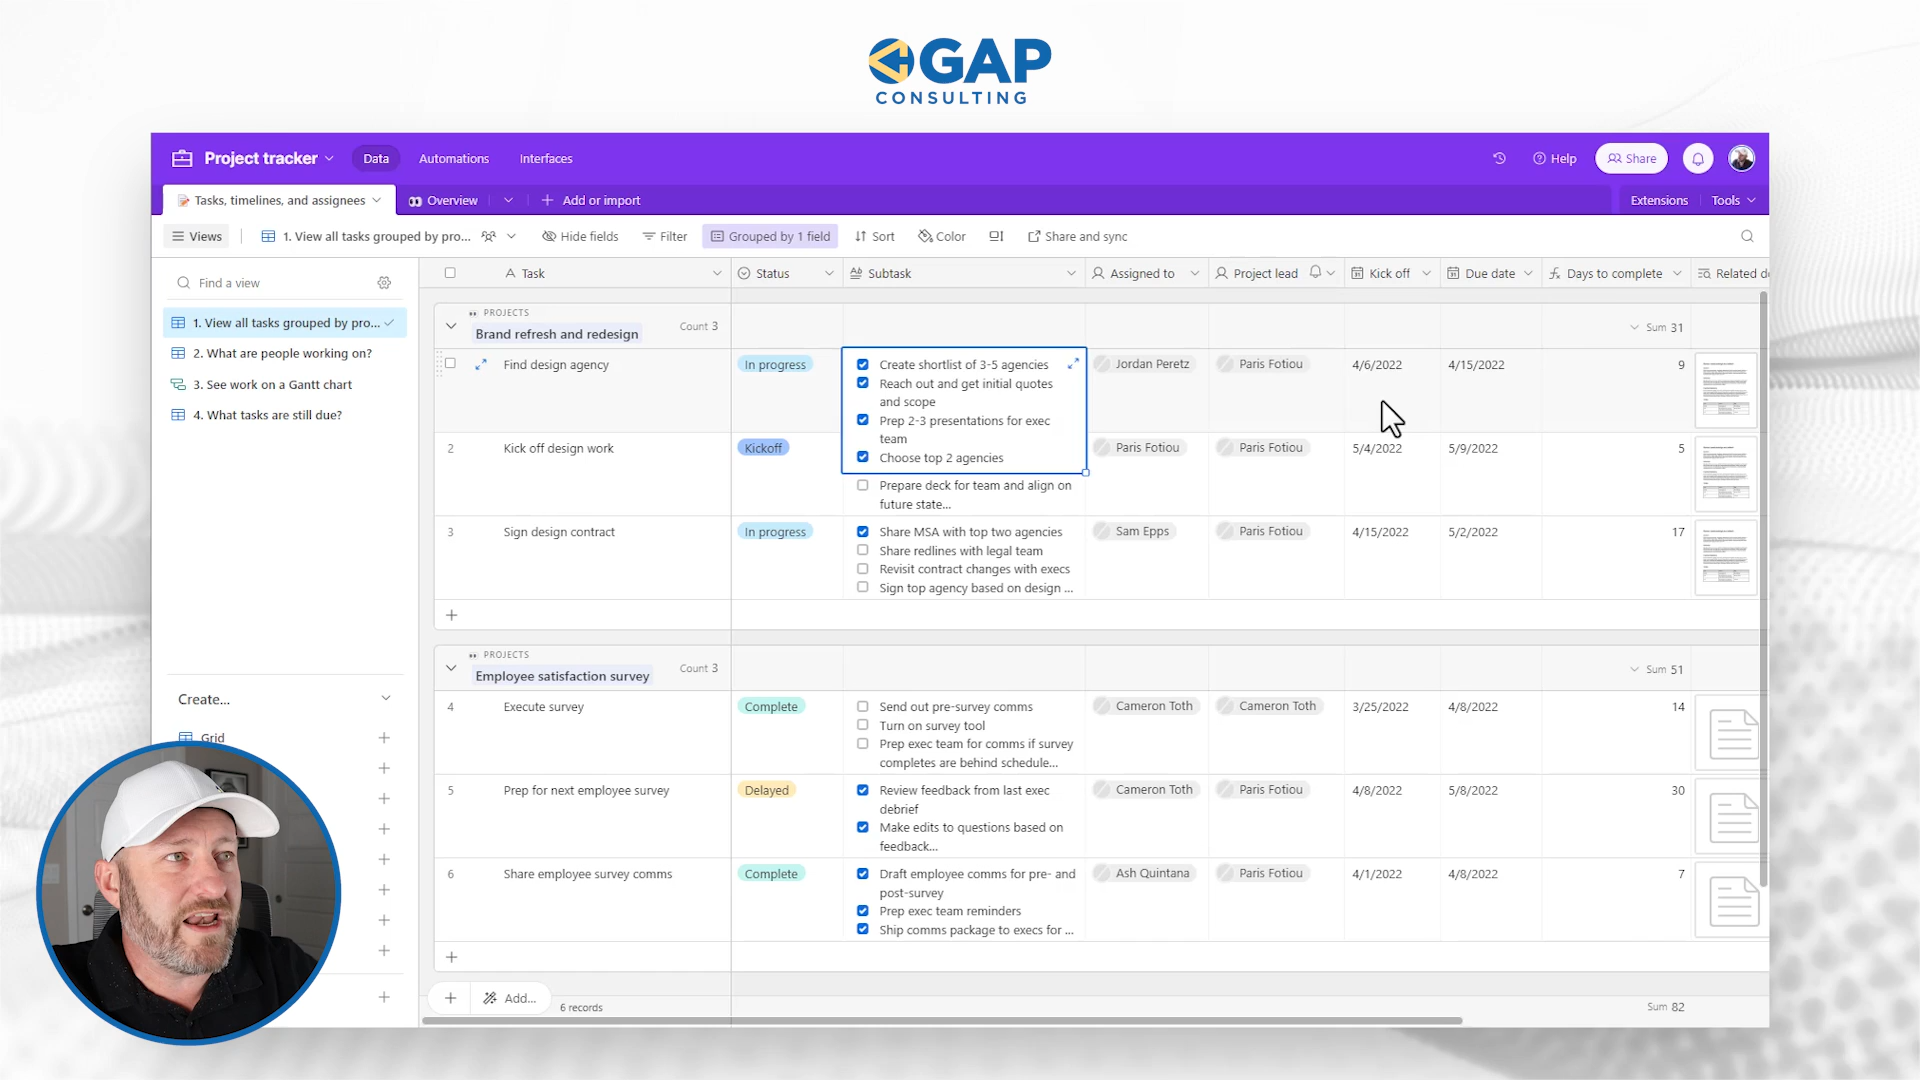 GAP
CONSULTING
Project tracker
Data
Automations
Interfaces
Help
Share
Tasks, timelines, and assignees
Overview
Add or import
Extensions
Tools
Views
1. View all tasks grouped by pro...
Hide fields
Filter
Grouped by 1 field
Sort
Color
Share and sync
Find a view
1. View all tasks grouped by pro...
2. What are people working on?
3. See work on a Gantt chart
4. What tasks are still due?
Create...
Grid
Task
Status
Subtask
Assigned to
Project lead
Kick off
Due date
Days to complete
Related d
PROJECTS
Brand refresh and redesign
Count 3
Sum 31
Find design agency
In progress
Create shortlist of 3-5 agencies
Reach out and get initial quotes
and scope
Prep 2-3 presentations for exec
team
Choose top 2 agencies
Jordan Peretz
Paris Fotiou
4/6/2022
4/15/2022
9
2
Kick off design work
Kickoff
Prepare deck for team and align on
future state...
Paris Fotiou
Paris Fotiou
5/4/2022
5/9/2022
5
3
Sign design contract
In progress
Share MSA with top two agencies
Share redlines with legal team
Revisit contract changes with execs
Sign top agency based on design ...
Sam Epps
Paris Fotiou
4/15/2022
5/2/2022
17
PROJECTS
Employee satisfaction survey
Count 3
Sum 51
4
Execute survey
Complete
Send out pre-survey comms
Turn on survey tool
Prep exec team for comms if survey
completes are behind schedule...
Cameron Toth
Cameron Toth
3/25/2022
4/8/2022
14
5
Prep for next employee survey
Delayed
Review feedback from last exec
debrief
Make edits to questions based on
feedback...
Cameron Toth
Paris Fotiou
4/8/2022
5/8/2022
30
6
Share employee survey comms
Complete
Draft employee comms for pre- and
post-survey
Prep exec team reminders
Ship comms package to execs for ...
Ash Quintana
Paris Fotiou
4/1/2022
4/8/2022
7
Add...
6 records
Sum 82